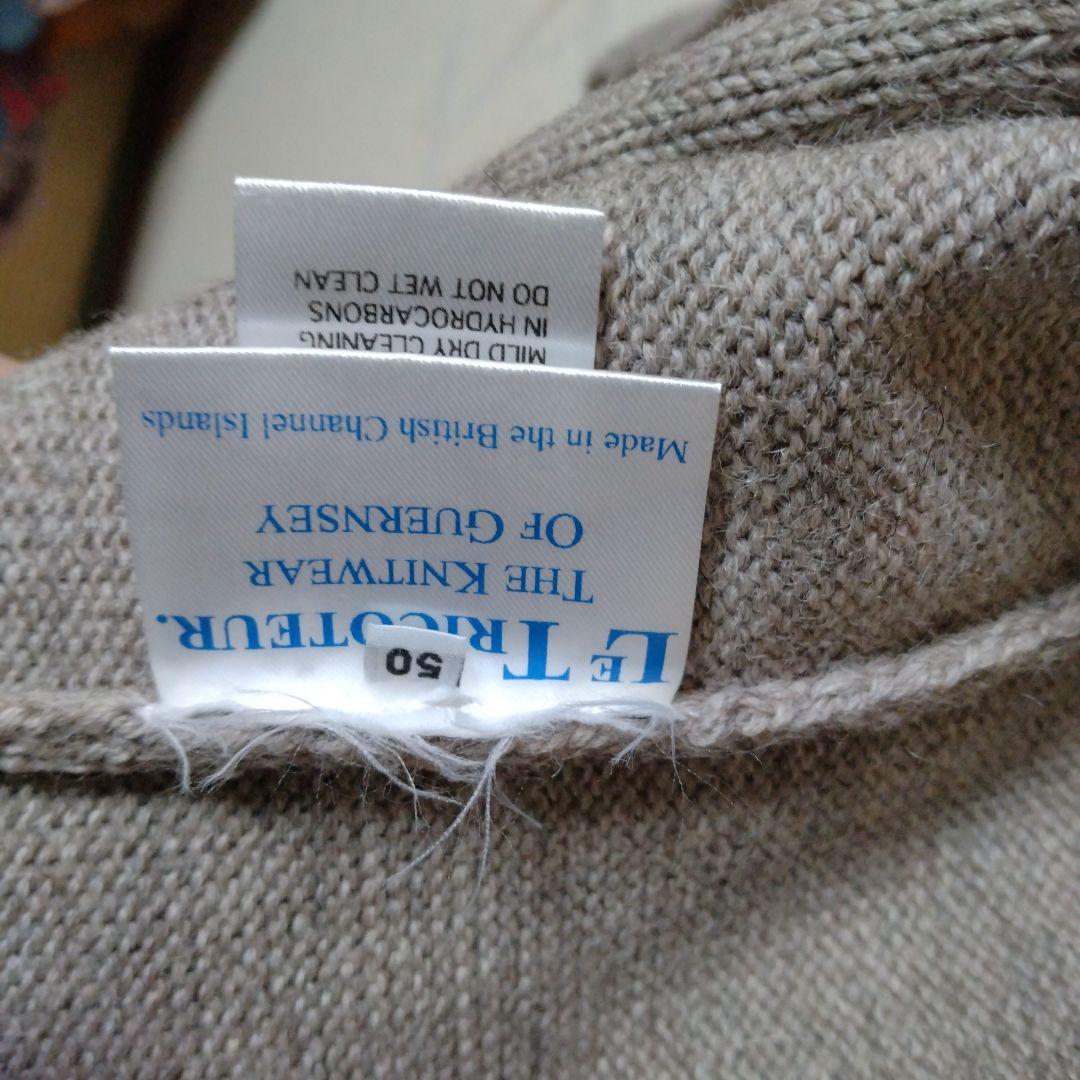 LE TRICOTEUR.
50
THE KNITWEAR
OF GUERNSEY
Made in the British Channel Islands
MILD DRY CLEANING
IN HYDROCARBONS
DO NOT WET CLEAN